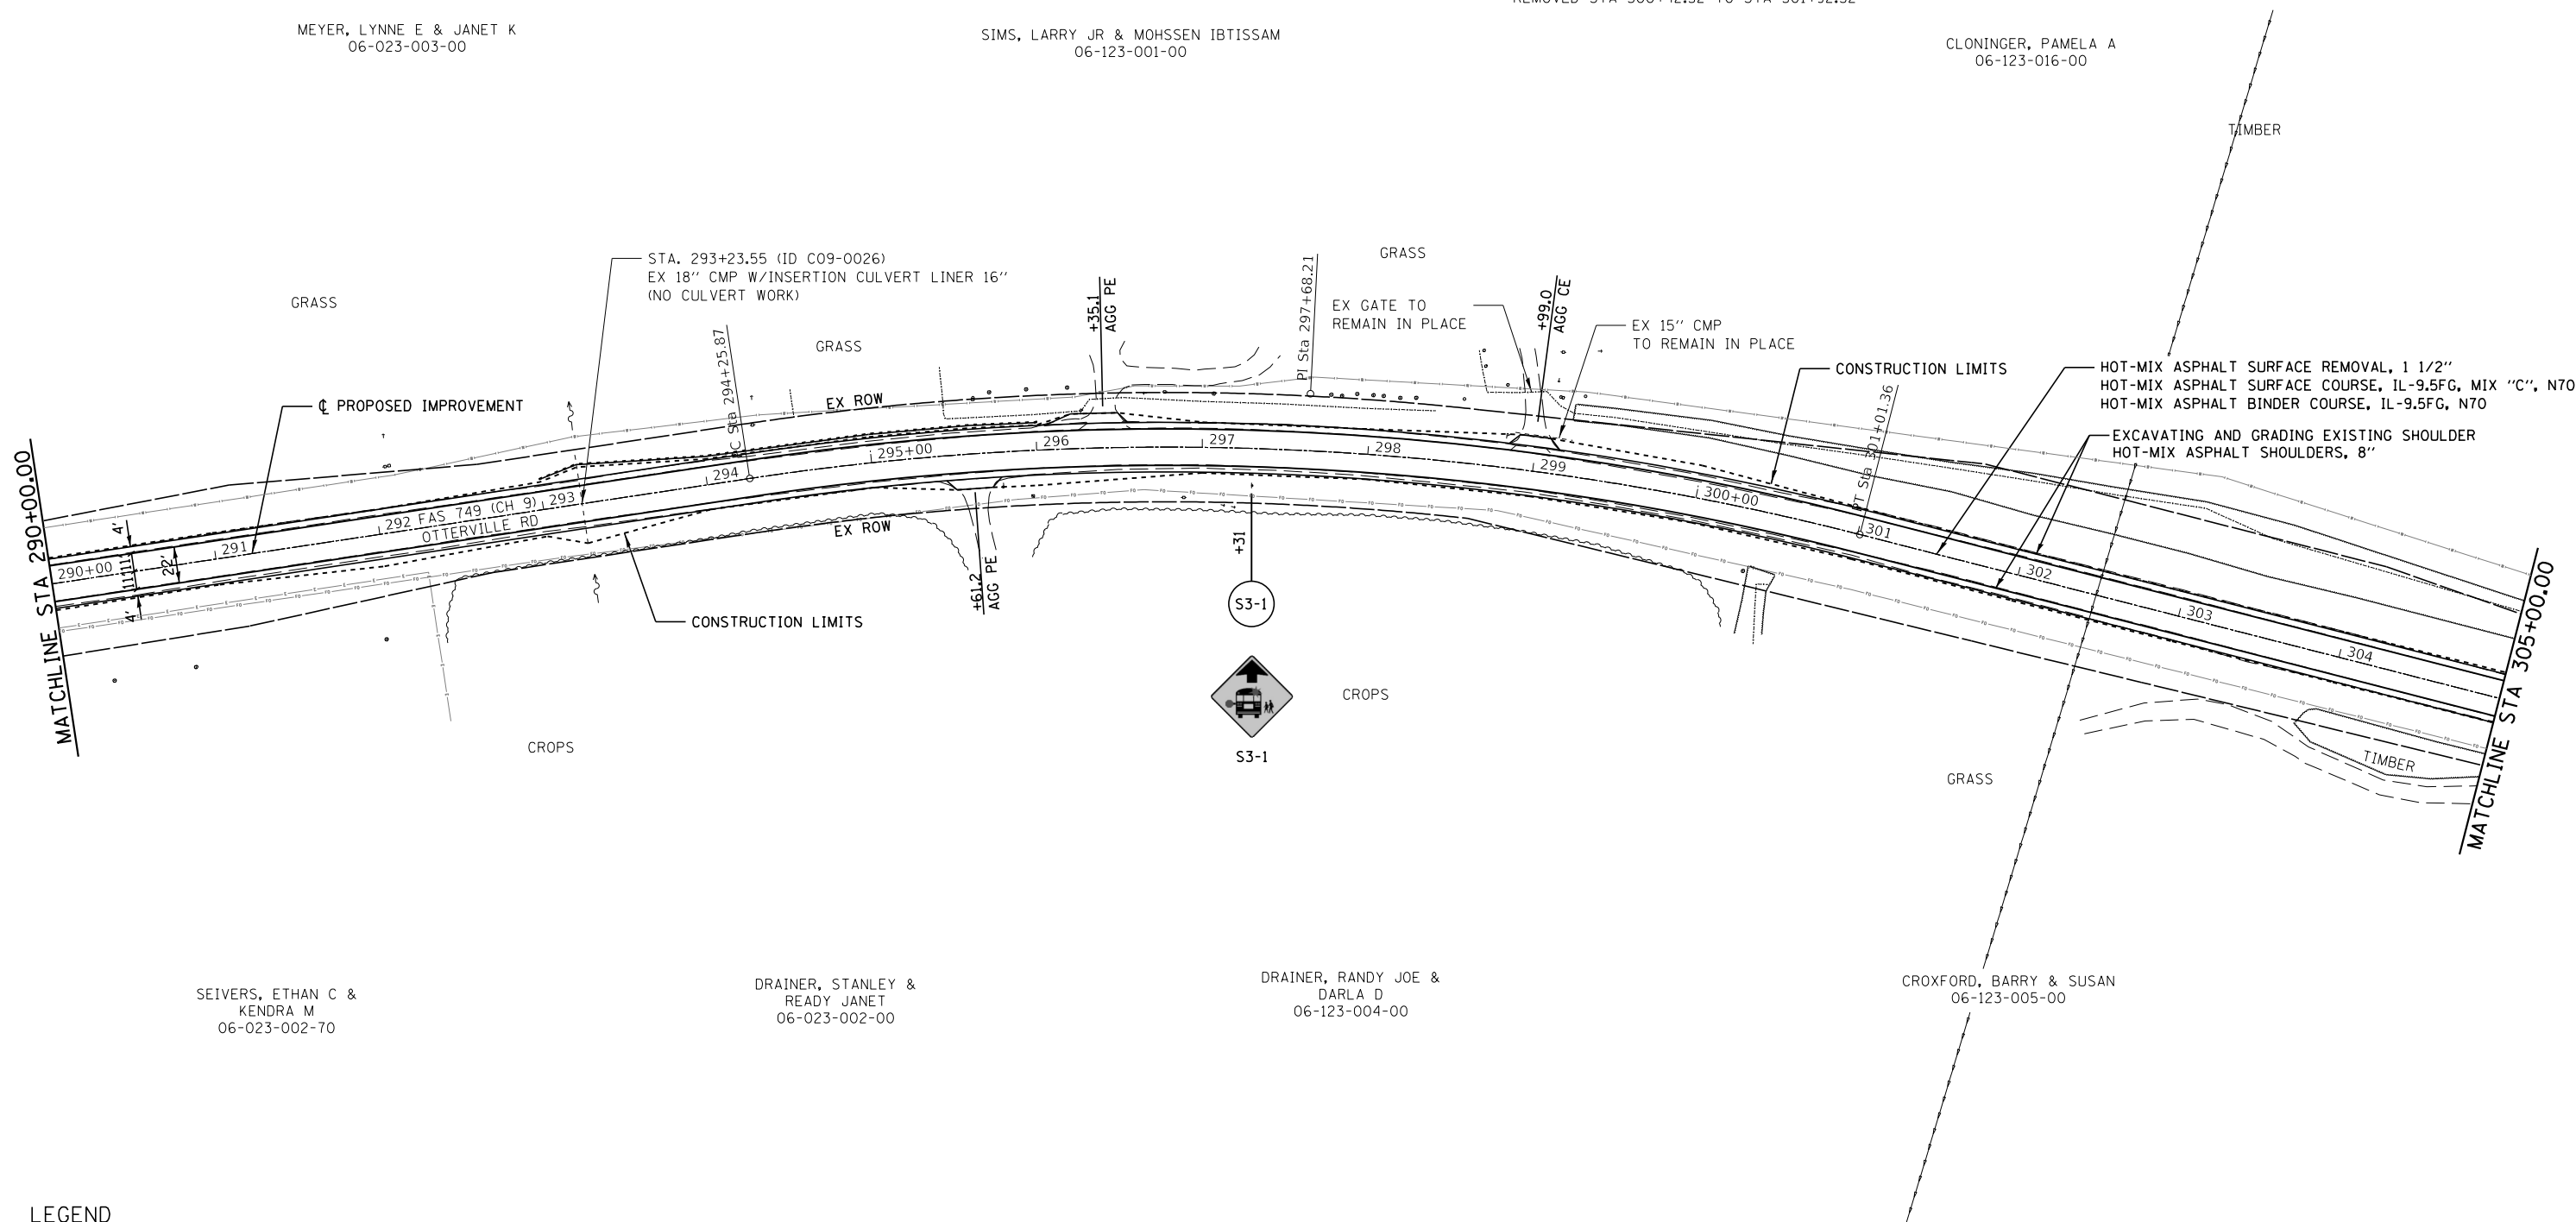 REMOVED STA 300+42.32 TO STA 301+92.32
MEYER, LYNNE E & JANET K
06-023-003-00
SIMS, LARRY JR & MOHSSEN IBTISSAM
06-123-001-00
CLONINGER, PAMELA A
06-123-016-00
TIMBER
STA. 293+23.55 (ID C09-0026)
EX 18" CMP W/INSERTION CULVERT LINER 16"
(NO CULVERT WORK)
GRASS
GRASS
GRASS
+35.1
AGG PE
PI Sta 297+68.21
EX GATE TO
REMAIN IN PLACE
+99.0
AGG CE
EX 15" CMP
TO REMAIN IN PLACE
CONSTRUCTION LIMITS
HOT-MIX ASPHALT SURFACE REMOVAL, 1 1/2"
HOT-MIX ASPHALT SURFACE COURSE, IL-9.5FG, MIX "C", N70
HOT-MIX ASPHALT BINDER COURSE, IL-9.5FG, N70
EXCAVATING AND GRADING EXISTING SHOULDER
HOT-MIX ASPHALT SHOULDERS, 8"
℄ PROPOSED IMPROVEMENT
PC Sta 294+25.87
EX ROW
PT Sta 301+01.36
MATCHLINE STA 290+00.00
290+00
291
292 FAS 749 (CH 9)
OTTERVILLE RD
293
294
295+00
296
297
298
299
300+00
301
302
303
304
4'
11'
11'
22'
4'
EX ROW
+61.2
AGG PE
+31
S3-1
S3-1
CONSTRUCTION LIMITS
CROPS
CROPS
GRASS
TIMBER
MATCHLINE STA 305+00.00
SEIVERS, ETHAN C &
KENDRA M
06-023-002-70
DRAINER, STANLEY &
READY JANET
06-023-002-00
DRAINER, RANDY JOE &
DARLA D
06-123-004-00
CROXFORD, BARRY & SUSAN
06-123-005-00
LEGEND